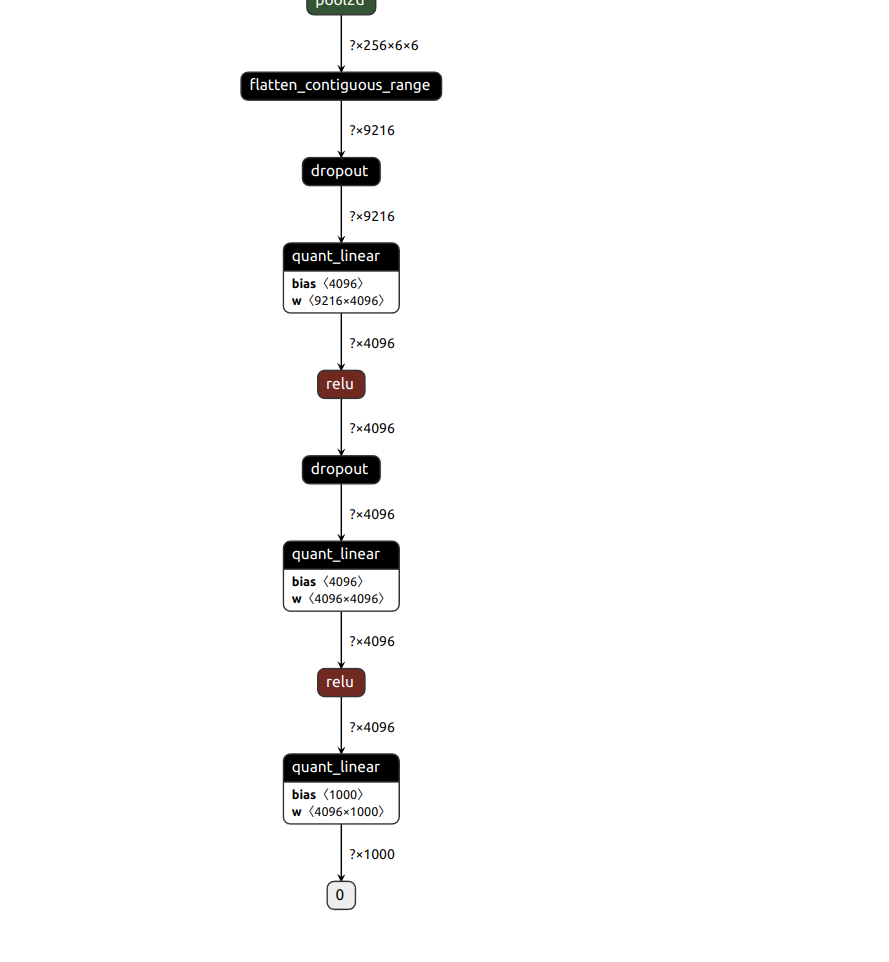 pool2d
?×256×6×6
flatten_contiguous_range
?×9216
dropout
?×9216
quant_linear
bias 〈4096〉
w 〈9216×4096〉
?×4096
relu
?×4096
dropout
?×4096
quant_linear
bias 〈4096〉
w 〈4096×4096〉
?×4096
relu
?×4096
quant_linear
bias 〈1000〉
w 〈4096×1000〉
?×1000
0